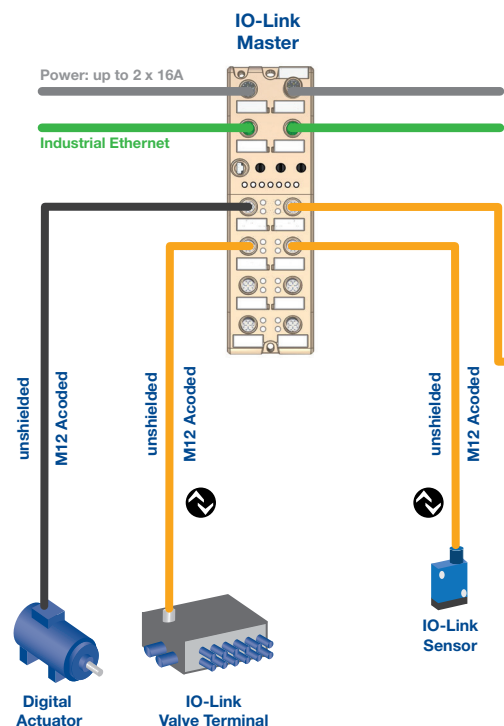 IO-Link
Master
Power: up to 2 x 16A
Industrial Ethernet
unshielded
M12 Acoded
unshielded
M12 Acoded
unshielded
M12 Acoded
IO-Link
Sensor
Digital
Actuator
IO-Link
Valve Terminal